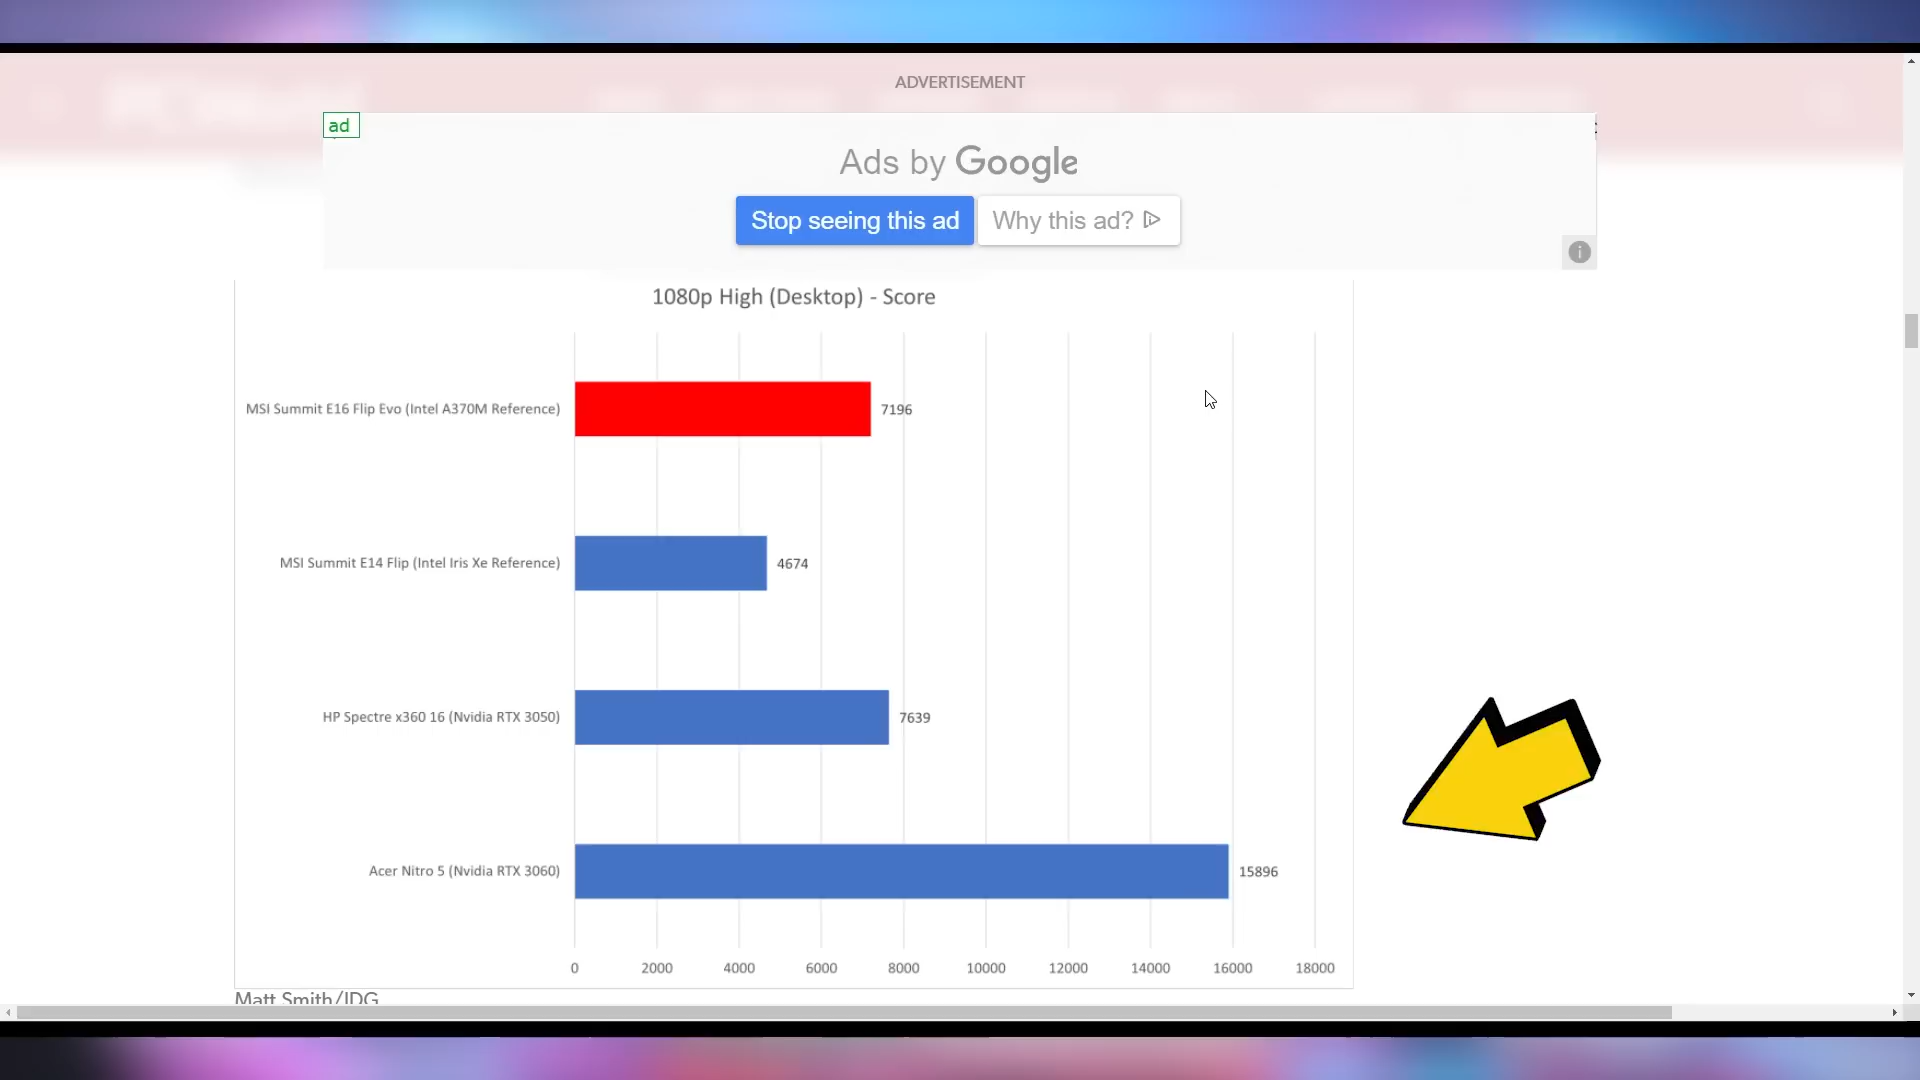 ADVERTISEMENT
ad
Ads by Google
Stop seeing this ad
Why this ad?
1080p High (Desktop) - Score
MSI Summit E16 Flip Evo (Intel A370M Reference)
7196
MSI Summit E14 Flip (Intel Iris Xe Reference)
4674
HP Spectre x360 16 (Nvidia RTX 3050)
7639
Acer Nitro 5 (Nvidia RTX 3060)
15896
0 2000 4000 6000 8000 10000 12000 14000 16000 18000
Matt Smith/IDG